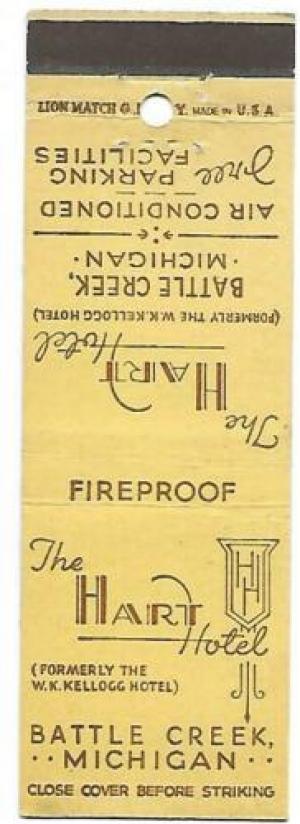 LION MATCH Y. MADE IN U.S.A
Free PARKING
FACILITIES
AIR CONDITIONED
· MICHIGAN ·
BATTLE CREEK,
(FORMERLY THE W.K.KELLOGG HOTEL)
The HART Hotel
FIREPROOF
The HART Hotel
HH
(FORMERLY THE
W.K.KELLOGG HOTEL)
BATTLE CREEK,
·· MICHIGAN ··
CLOSE COVER BEFORE STRIKING